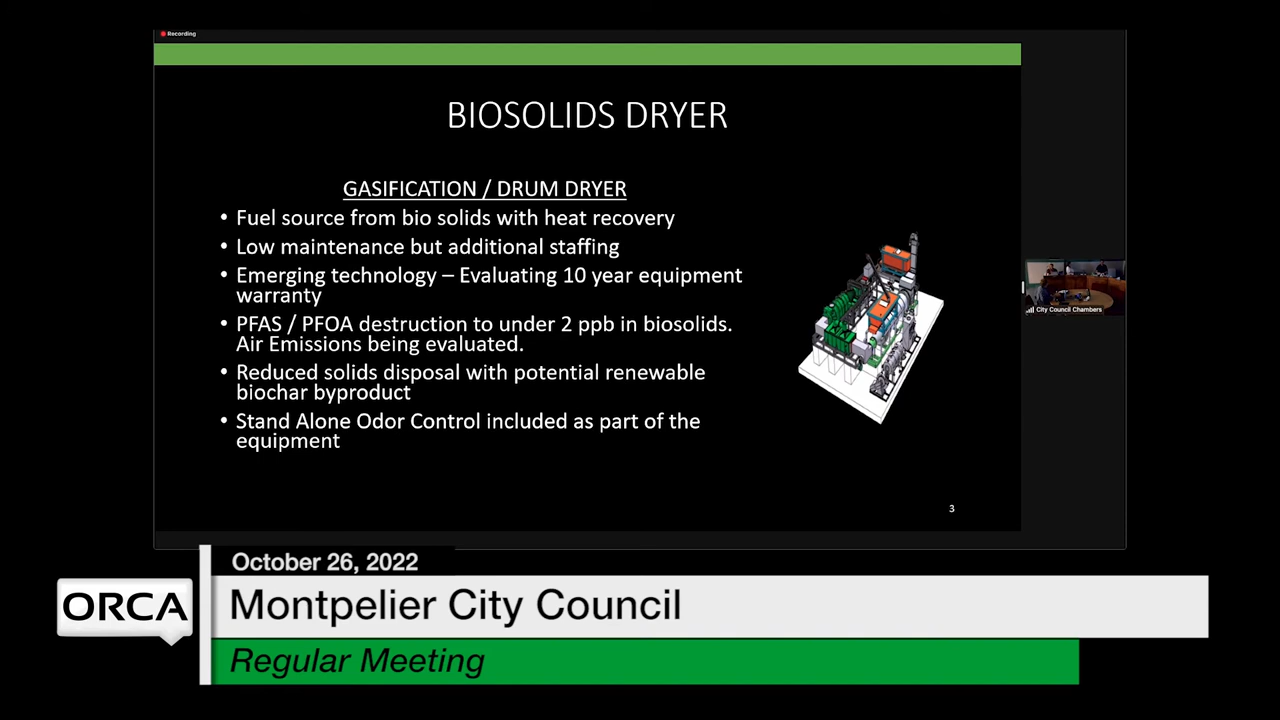 Recording
BIOSOLIDS DRYER
GASIFICATION / DRUM DRYER
• Fuel source from bio solids with heat recovery
• Low maintenance but additional staffing
• Emerging technology – Evaluating 10 year equipment
warranty
• PFAS / PFOA destruction to under 2 ppb in biosolids.
Air Emissions being evaluated.
• Reduced solids disposal with potential renewable
biochar byproduct
• Stand Alone Odor Control included as part of the
equipment
3
City Council Chambers
October 26, 2022
ORCA
Montpelier City Council
Regular Meeting